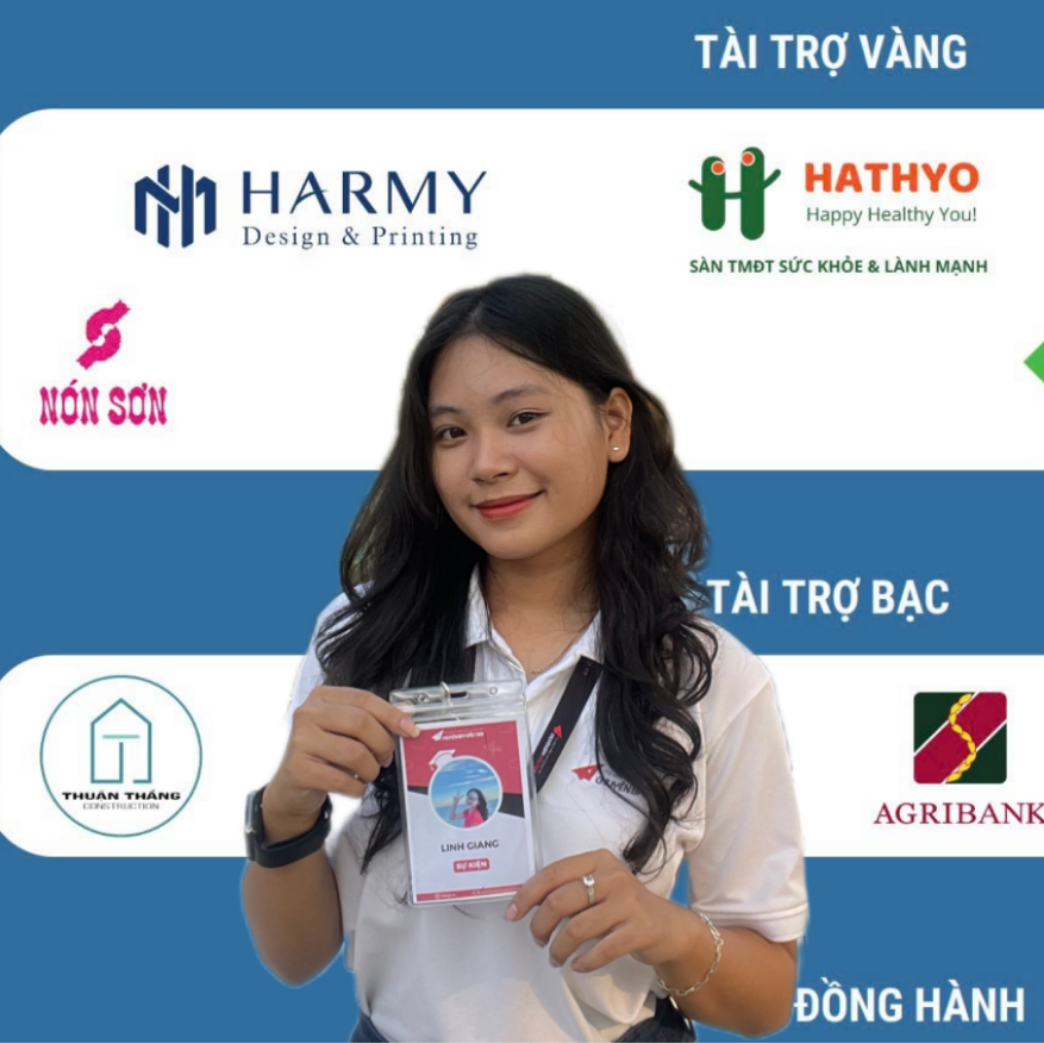 TÀI TRỢ VÀNG
HARMY
Design & Printing
HATHYO
Happy Healthy You!
SÀN TMĐT SỨC KHỎE & LÀNH MẠNH
NÓN SƠN
TÀI TRỢ BẠC
THUẬN THẮNG
CONSTRUCTION
AGRIBANK
LINH GIANG
SỰ KIỆN
ĐỒNG HÀNH